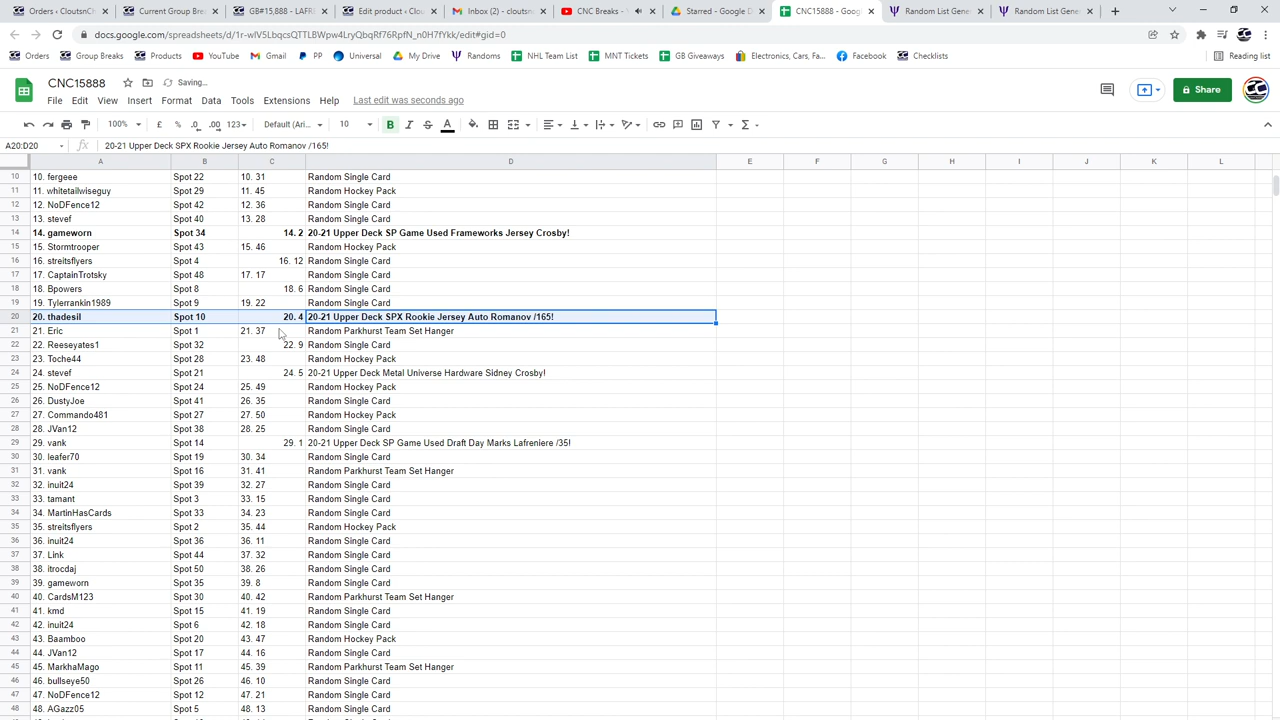 Orders ‹ CloutsnCh
Current Group Break
GB#15,888 - LAFRE
Edit product ‹ Clou
Inbox (2) - cloutsna
CNC Breaks - Y
Starred - Google D
CNC15888 - Goog
Random List Gene
Random List Gene
docs.google.com/spreadsheets/d/1r-wIV5LbqcsQTTLBWpw4LryQbqRf76RpfN_n0H7fYkk/edit#gid=0
Orders Group Breaks Products YouTube Gmail PP Universal My Drive Randoms NHL Team List MNT Tickets GB Giveaways Electronics, Cars, Fa... Facebook Checklists Reading list
CNC15888 Saving...
File Edit View Insert Format Data Tools Extensions Help Last edit was seconds ago Share
100% £ % .0 .00 123 Default (Ari... 10 B I S A
A20:D20 fx 20-21 Upper Deck SPX Rookie Jersey Auto Romanov /165!
A B C D E F G H I J K L
10 10. fergeee Spot 22 10. 31 Random Single Card
11 11. whitetailwiseguy Spot 29 11. 45 Random Hockey Pack
12 12. NoDFence12 Spot 42 12. 36 Random Single Card
13 13. stevef Spot 40 13. 28 Random Single Card
14 14. gameworn Spot 34 14. 2 20-21 Upper Deck SP Game Used Frameworks Jersey Crosby!
15 15. Stormtrooper Spot 43 15. 46 Random Hockey Pack
16 16. streitsflyers Spot 4 16. 12 Random Single Card
17 17. CaptainTrotsky Spot 48 17. 17 Random Single Card
18 18. Bpowers Spot 8 18. 6 Random Single Card
19 19. Tylerrankin1989 Spot 9 19. 22 Random Single Card
20 20. thadesil Spot 10 20. 4 20-21 Upper Deck SPX Rookie Jersey Auto Romanov /165!
21 21. Eric Spot 1 21. 37 Random Parkhurst Team Set Hanger
22 22. Reeseyates1 Spot 32 22. 9 Random Single Card
23 23. Toche44 Spot 28 23. 48 Random Hockey Pack
24 24. stevef Spot 21 24. 5 20-21 Upper Deck Metal Universe Hardware Sidney Crosby!
25 25. NoDFence12 Spot 24 25. 49 Random Hockey Pack
26 26. DustyJoe Spot 41 26. 35 Random Single Card
27 27. Commando481 Spot 27 27. 50 Random Hockey Pack
28 28. JVan12 Spot 38 28. 25 Random Single Card
29 29. vank Spot 14 29. 1 20-21 Upper Deck SP Game Used Draft Day Marks Lafreniere /35!
30 30. leafer70 Spot 19 30. 34 Random Single Card
31 31. vank Spot 16 31. 41 Random Parkhurst Team Set Hanger
32 32. inuit24 Spot 39 32. 27 Random Single Card
33 33. tamant Spot 3 33. 15 Random Single Card
34 34. MartinHasCards Spot 33 34. 23 Random Single Card
35 35. streitsflyers Spot 2 35. 44 Random Hockey Pack
36 36. inuit24 Spot 36 36. 11 Random Single Card
37 37. Link Spot 44 37. 32 Random Single Card
38 38. itrocdaj Spot 50 38. 26 Random Single Card
39 39. gameworn Spot 35 39. 8 Random Single Card
40 40. CardsM123 Spot 30 40. 42 Random Parkhurst Team Set Hanger
41 41. kmd Spot 15 41. 19 Random Single Card
42 42. inuit24 Spot 6 42. 18 Random Single Card
43 43. Baamboo Spot 20 43. 47 Random Hockey Pack
44 44. JVan12 Spot 17 44. 16 Random Single Card
45 45. MarkhaMago Spot 11 45. 39 Random Parkhurst Team Set Hanger
46 46. bullseye50 Spot 26 46. 10 Random Single Card
47 47. NoDFence12 Spot 12 47. 21 Random Single Card
48 48. AGazz05 Spot 5 48. 13 Random Single Card